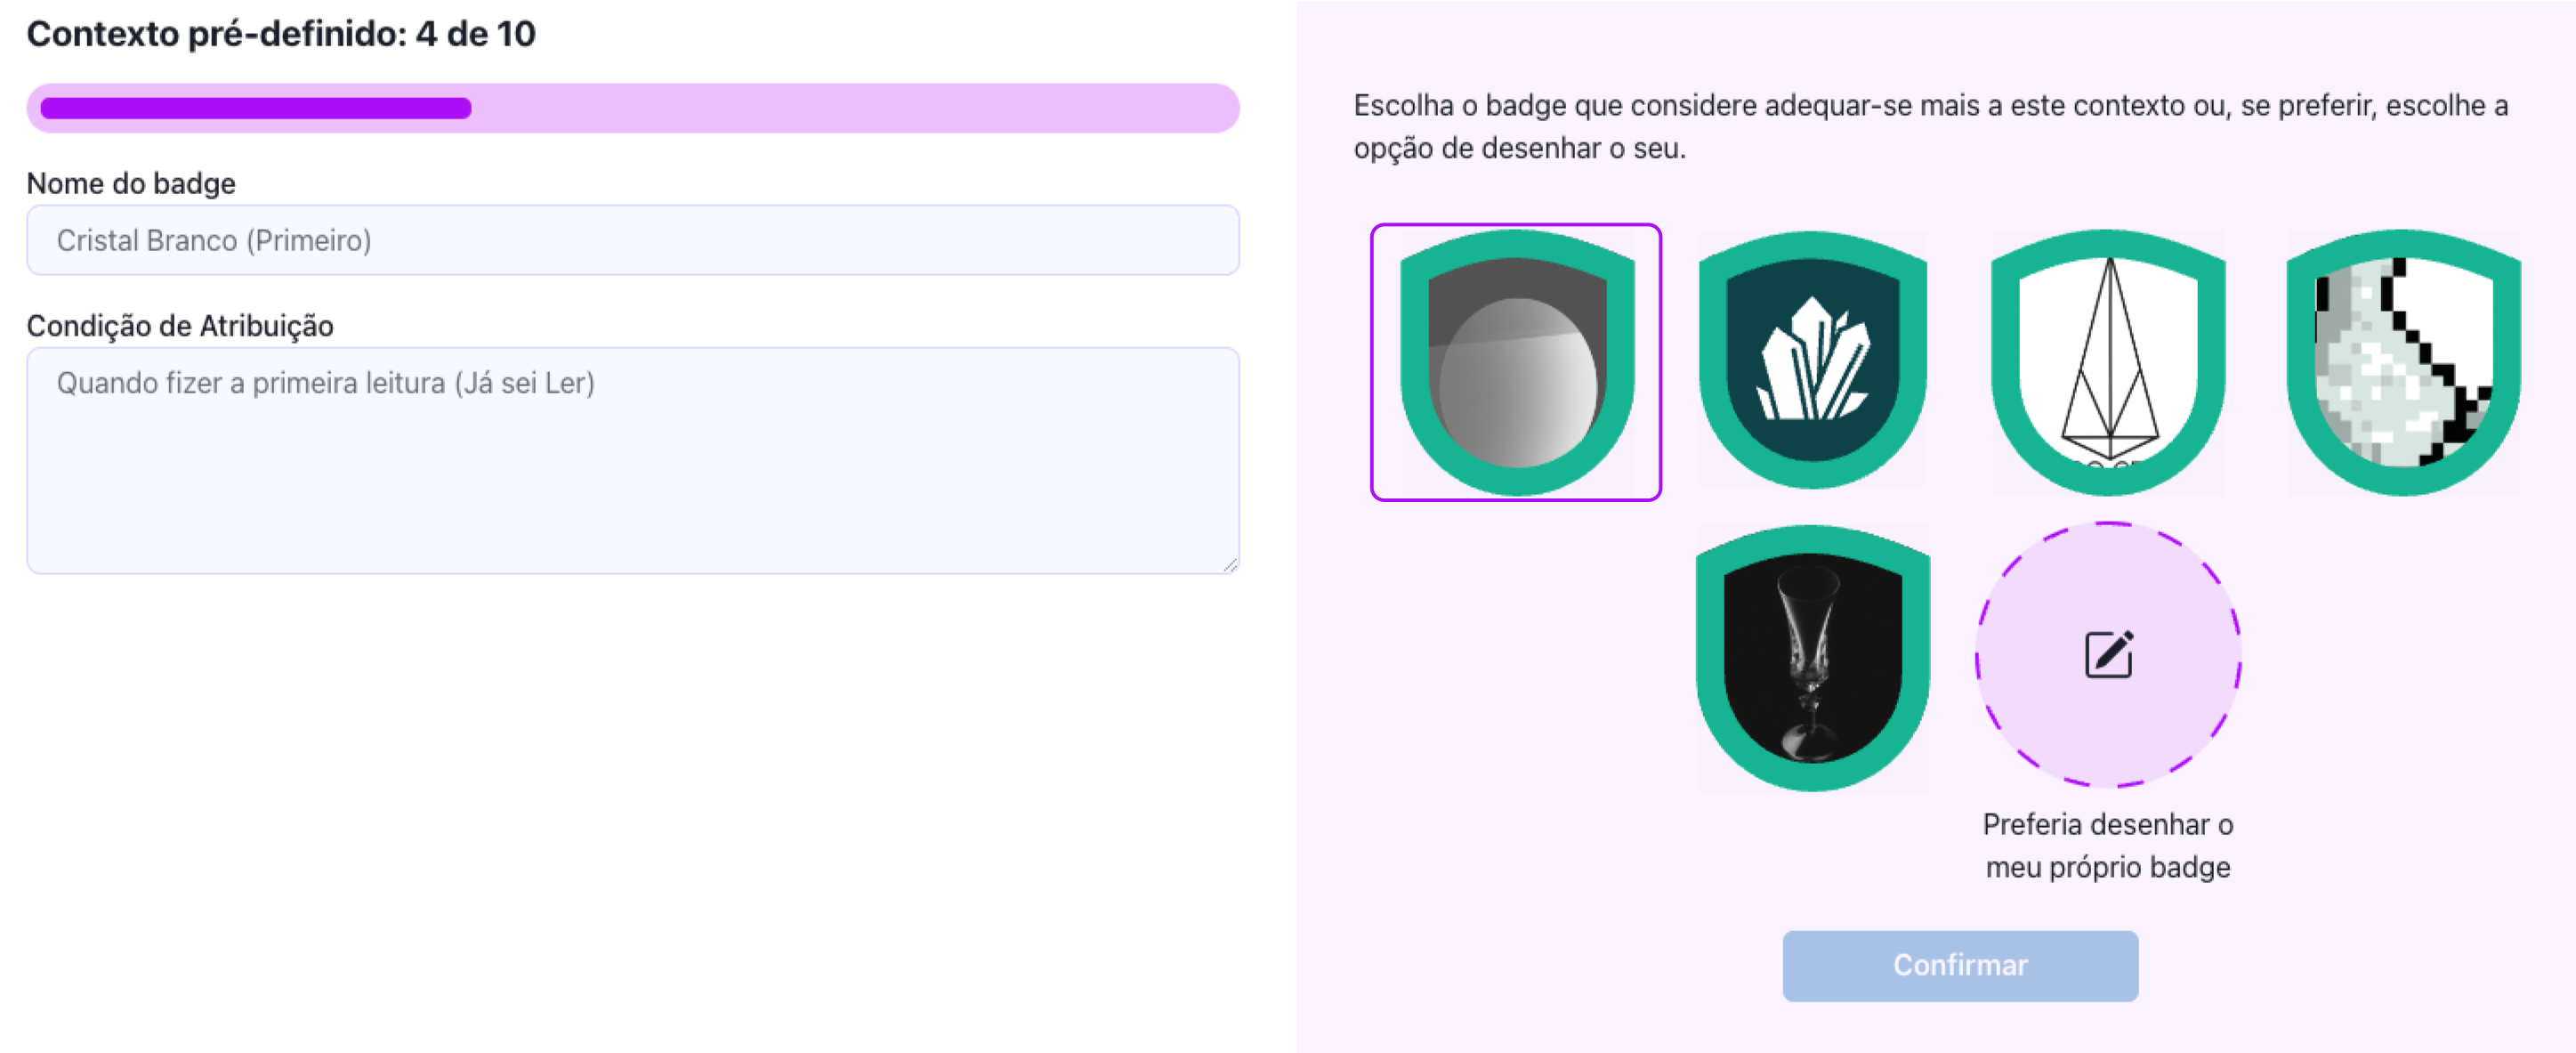 Contexto pré-definido: 4 de 10
Nome do badge
Cristal Branco (Primeiro)
Condição de Atribuição
Quando fizer a primeira leitura (Já sei Ler)
Escolha o badge que considere adequar-se mais a este contexto ou, se preferir, escolhe a
opção de desenhar o seu.
Preferia desenhar o
meu próprio badge
Confirmar